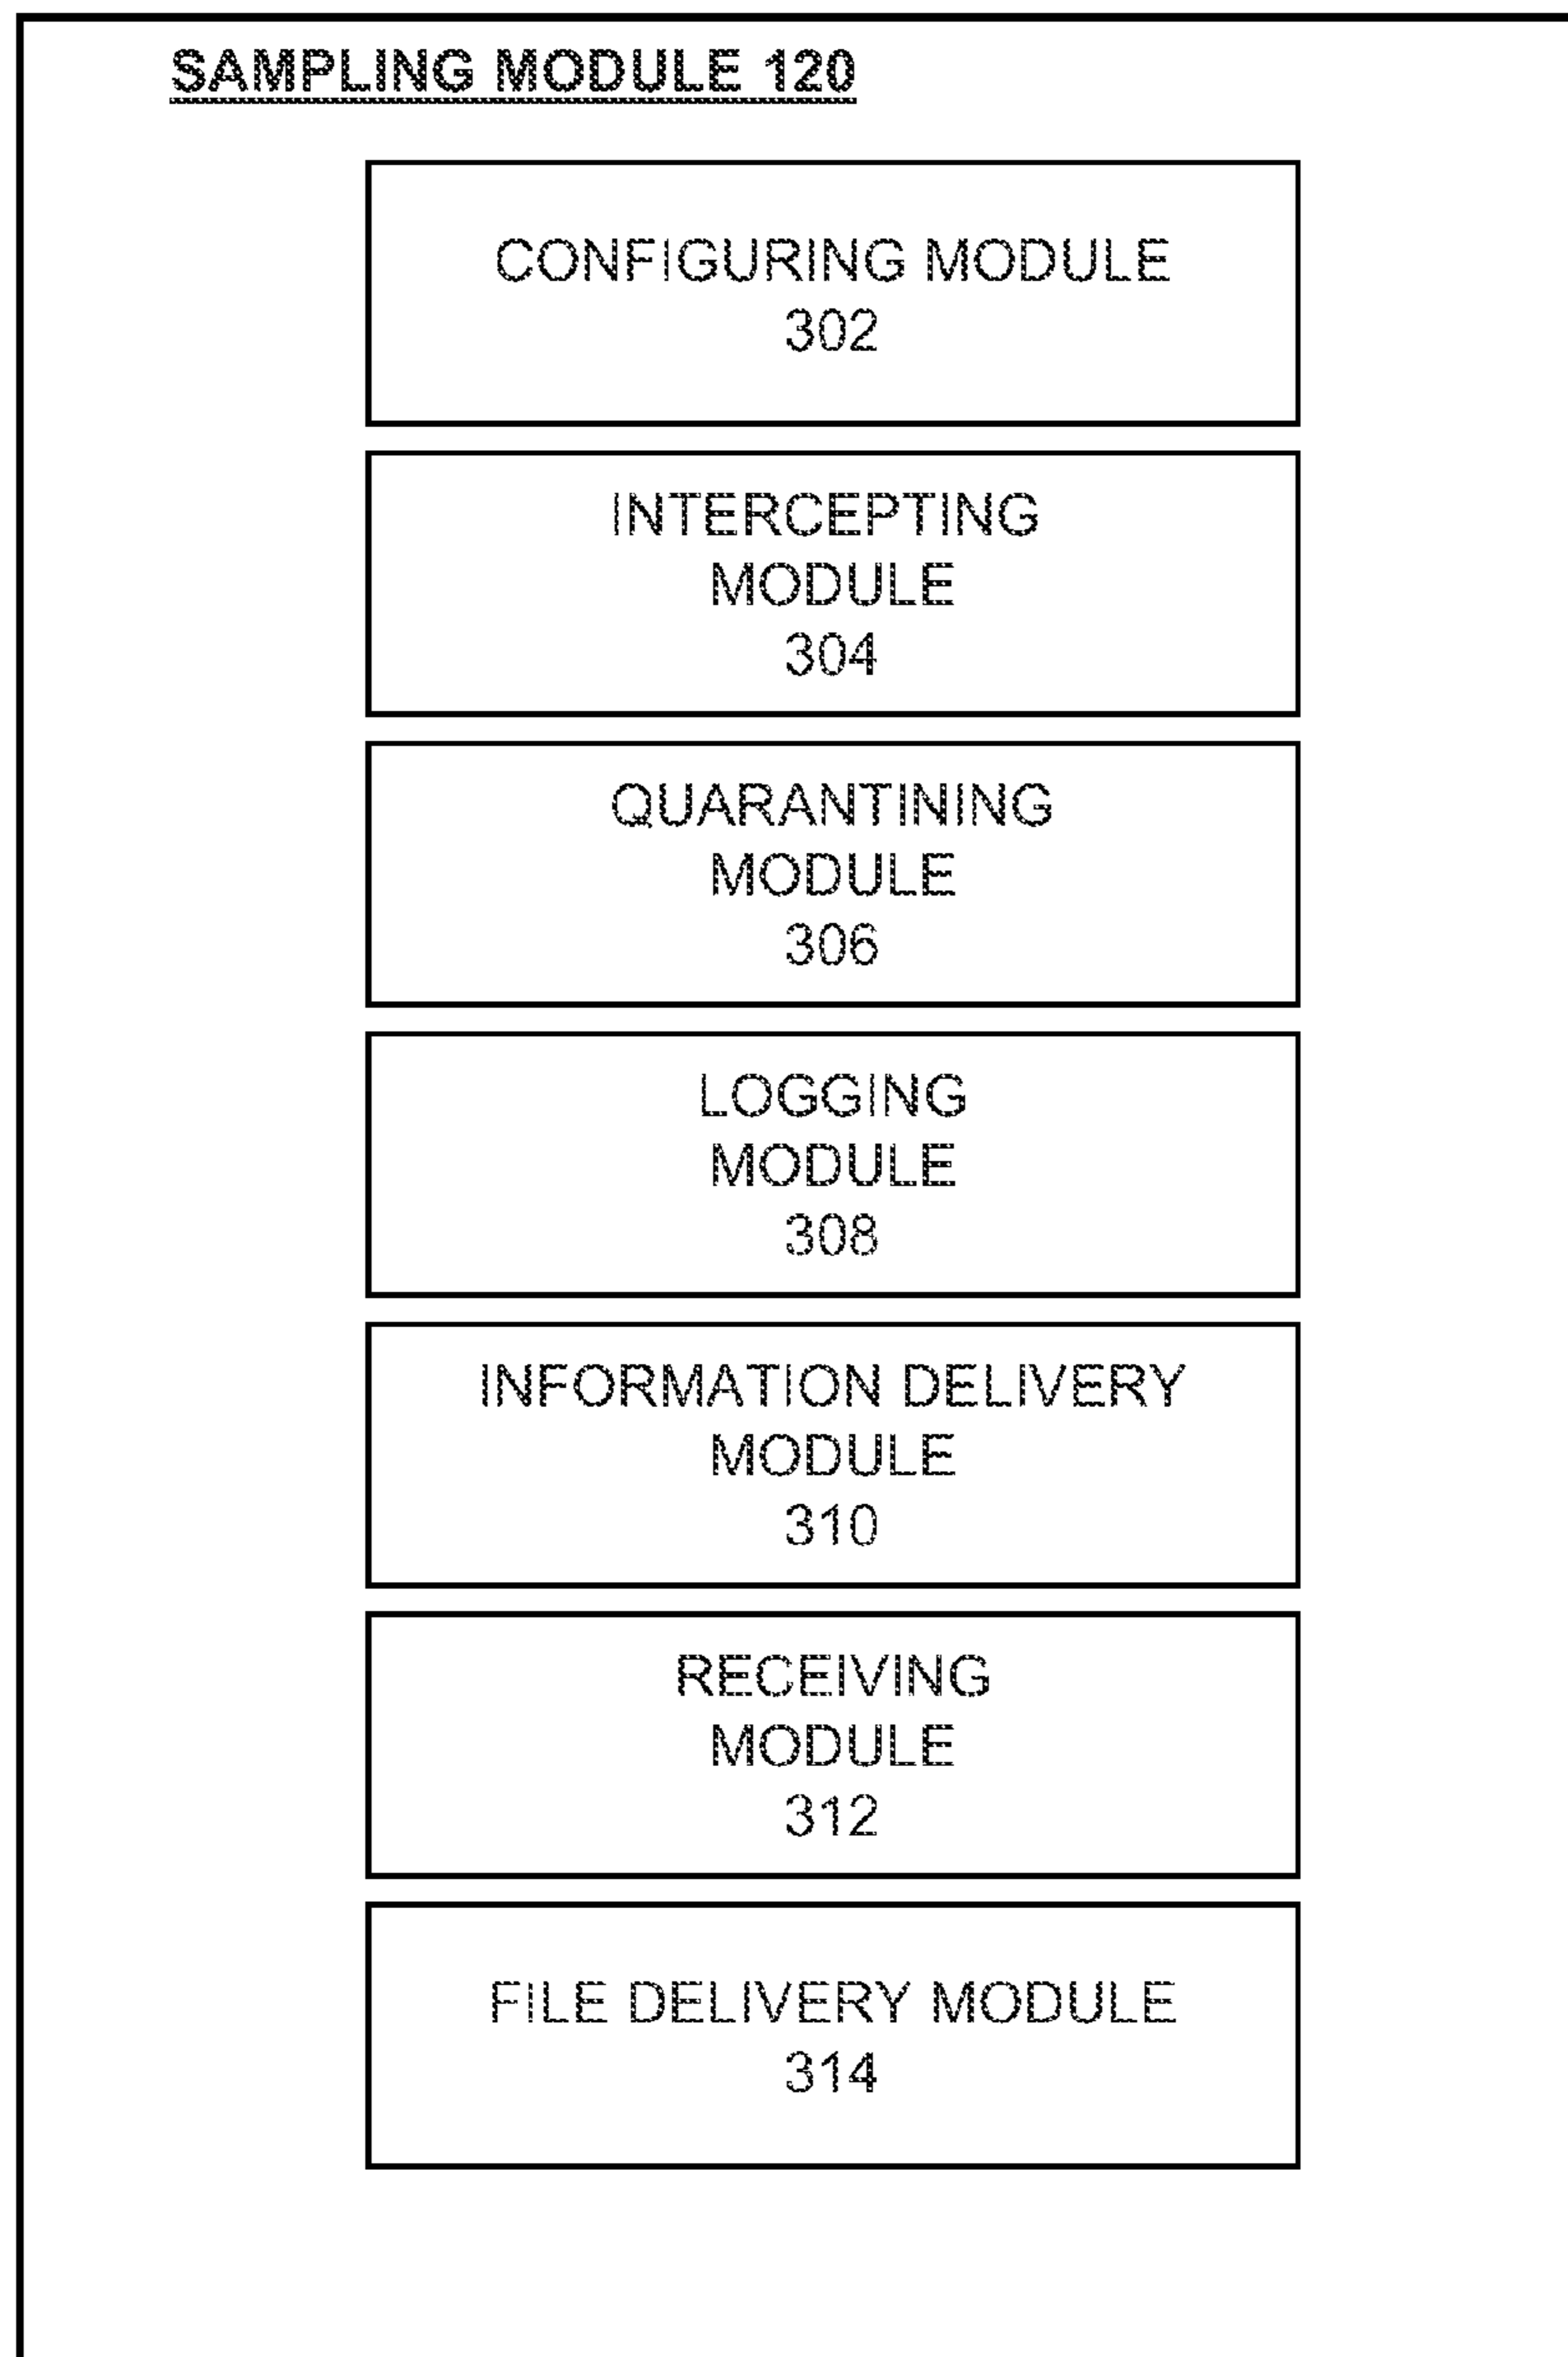 SAMPLING MODULE 120
CONFIGURING MODULE
302
INTERCEPTING
MODULE
304
QUARANTINING
MODULE
306
LOGGING
MODULE
308
INFORMATION DELIVERY
MODULE
310
RECEIVING
MODULE
312
FILE DELIVERY MODULE
314